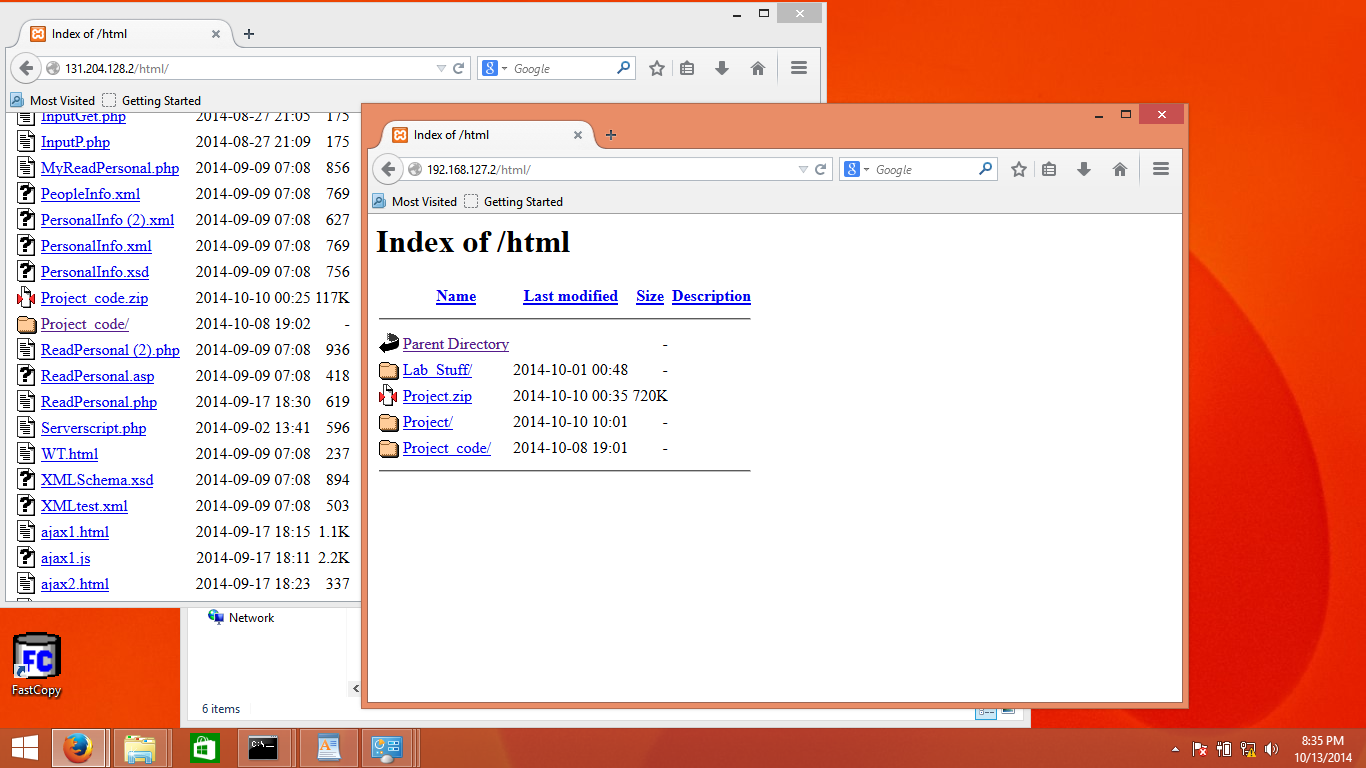 Index of /html
131.204.128.2/html/
Google
Most Visited
Getting Started
InputGet.php 2014-08-27 21:05 175
InputP.php 2014-08-27 21:09 175
MyReadPersonal.php 2014-09-09 07:08 856
PeopleInfo.xml 2014-09-09 07:08 769
PersonalInfo (2).xml 2014-09-09 07:08 627
PersonalInfo.xml 2014-09-09 07:08 769
PersonalInfo.xsd 2014-09-09 07:08 756
Project_code.zip 2014-10-10 00:25 117K
Project_code/ 2014-10-08 19:02 -
ReadPersonal (2).php 2014-09-09 07:08 936
ReadPersonal.asp 2014-09-09 07:08 418
ReadPersonal.php 2014-09-17 18:30 619
Serverscript.php 2014-09-02 13:41 596
WT.html 2014-09-09 07:08 237
XMLSchema.xsd 2014-09-09 07:08 894
XMLtest.xml 2014-09-09 07:08 503
ajax1.html 2014-09-17 18:15 1.1K
ajax1.js 2014-09-17 18:11 2.2K
ajax2.html 2014-09-17 18:23 337
Index of /html
192.168.127.2/html/
Google
Most Visited
Getting Started
Index of /html
Name Last modified Size Description
Parent Directory -
Lab_Stuff/ 2014-10-01 00:48 -
Project.zip 2014-10-10 00:35 720K
Project/ 2014-10-10 10:01 -
Project_code/ 2014-10-08 19:01 -
Network
6 items
FC
FastCopy
C:\_
8:35 PM
10/13/2014